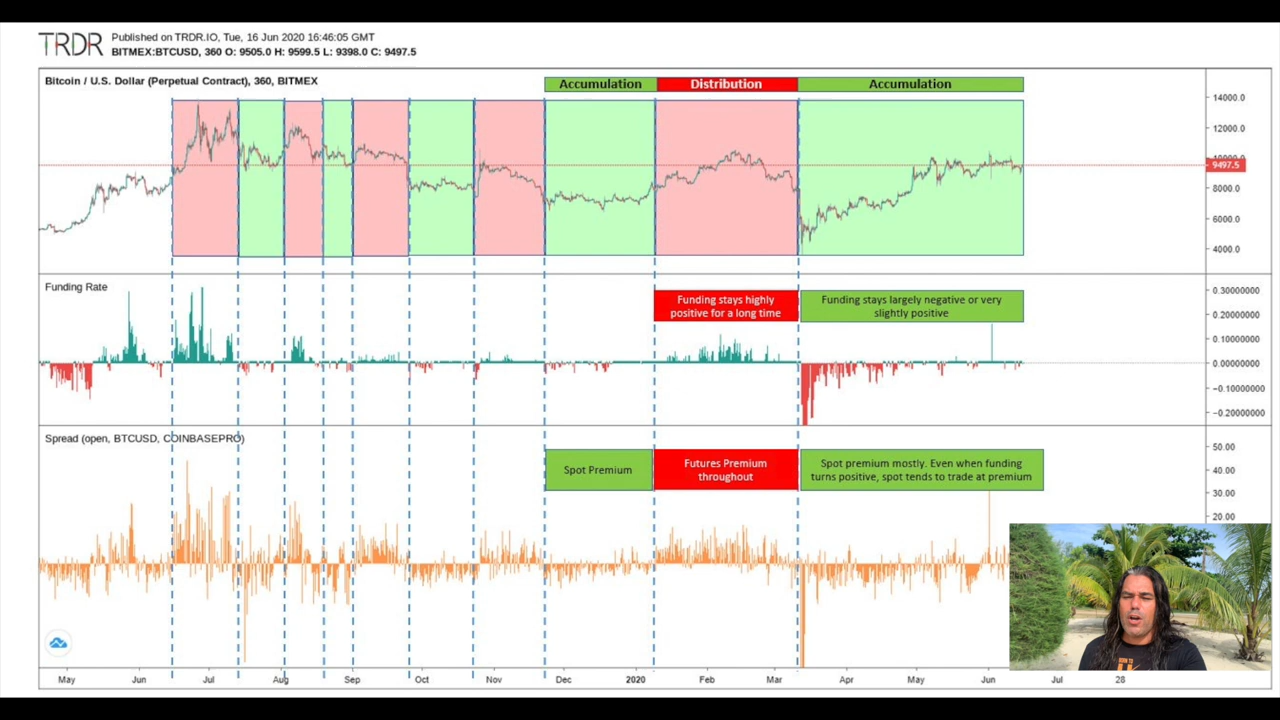 TRDR
Published on TRDR.IO, Tue, 16 Jun 2020 16:46:05 GMT
BITMEX:BTCUSD, 360 O: 9505.0 H: 9599.5 L: 9398.0 C: 9497.5
Bitcoin / U.S. Dollar (Perpetual Contract), 360, BITMEX
Accumulation
Distribution
Accumulation
14000.0
12000.0
9497.5
8000.0
6000.0
4000.0
Funding Rate
Funding stays highly
positive for a long time
Funding stays largely negative or very
slightly positive
0.30000000
0.20000000
0.10000000
0.00000000
−0.10000000
−0.20000000
Spread (open, BTCUSD, COINBASEPRO)
Spot Premium
Futures Premium
throughout
Spot premium mostly. Even when funding
turns positive, spot tends to trade at premium
50.00
40.00
30.00
20.00
May Jun Jul Aug Sep Oct Nov Dec 2020 Feb Mar Apr May Jun Jul 28